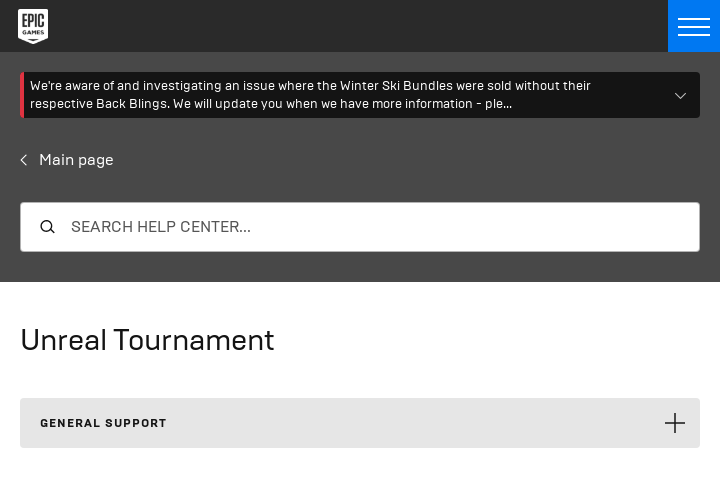 EPIC
GAMES
We're aware of and investigating an issue where the Winter Ski Bundles were sold without their
respective Back Blings. We will update you when we have more information - ple...
Main page
SEARCH HELP CENTER...
Unreal Tournament
GENERAL SUPPORT